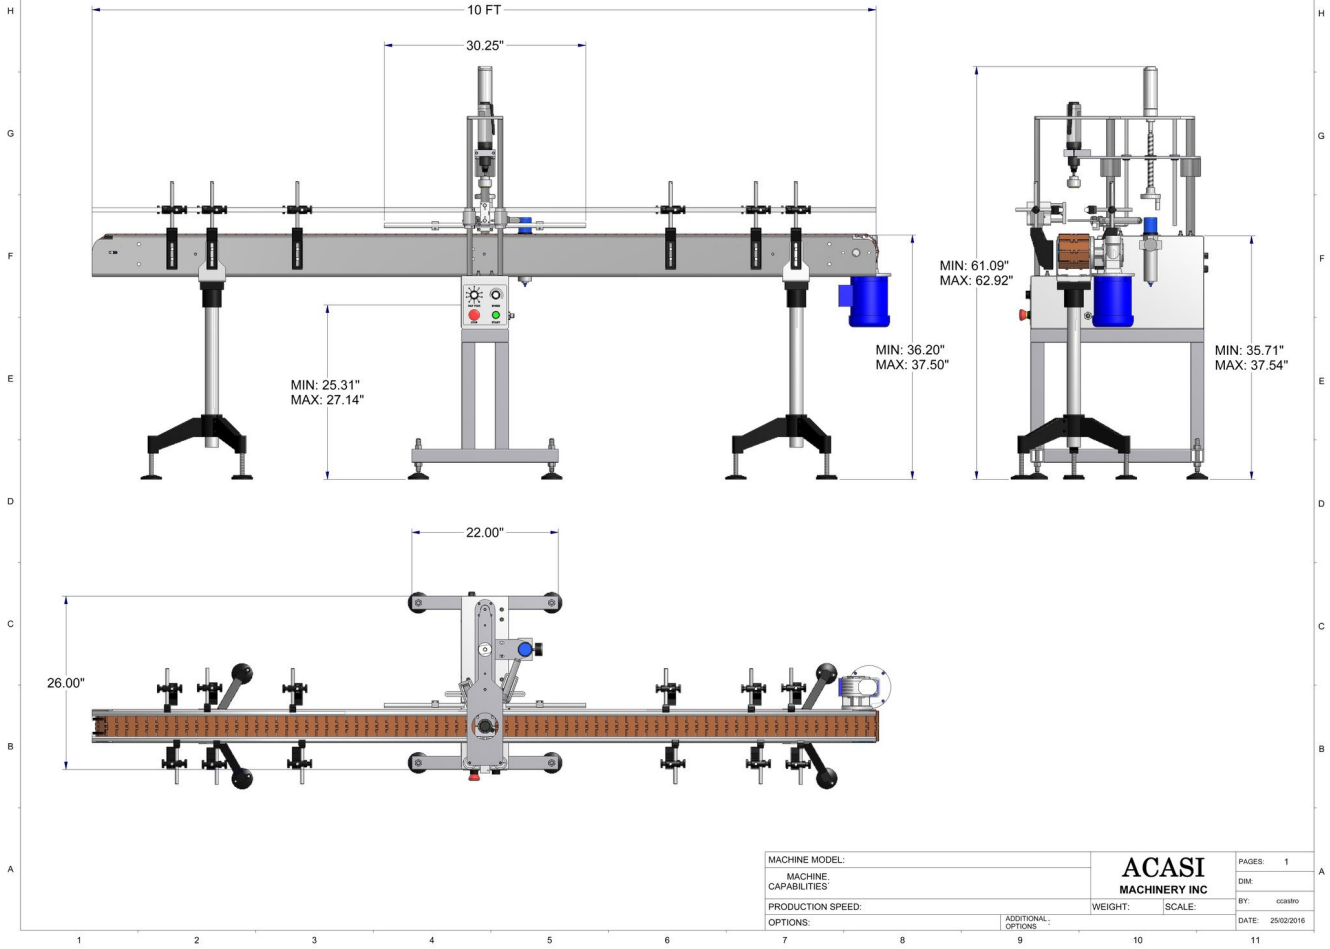 10 FT
30.25"
MIN: 61.09"
MAX: 62.92"
MIN: 36.20"
MAX: 37.50"
MIN: 35.71"
MAX: 37.54"
MIN: 25.31"
MAX: 27.14"
SPEED
STOP
START
22.00"
26.00"
MACHINE MODEL:
MACHINE.
CAPABILITIES
PRODUCTION SPEED:
OPTIONS:
ADDITIONAL
OPTIONS
ACASI
MACHINERY INC
WEIGHT:
SCALE:
PAGES: 1
DIM:
BY: ccastro
DATE: 25/02/2016
H
G
F
E
D
C
B
A
H
G
F
E
D
C
B
A
1 2 3 4 5 6 7 8 9 10 11